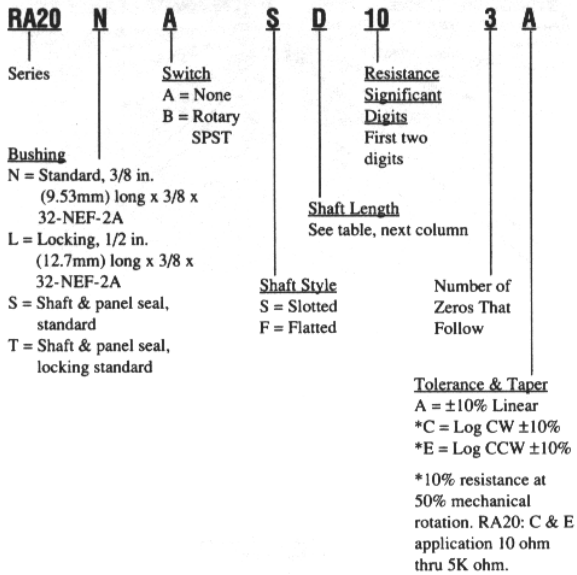 RA20 N A S D 10 3 A
Series
Switch
A = None
B = Rotary
SPST
Resistance
Significant
Digits
First two
digits
Bushing
N = Standard, 3/8 in.
(9.53mm) long x 3/8 x
32-NEF-2A
L = Locking, 1/2 in.
(12.7mm) long x 3/8 x
32-NEF-2A
S = Shaft & panel seal,
standard
T = Shaft & panel seal,
locking standard
Shaft Length
See table, next column
Shaft Style
S = Slotted
F = Flatted
Number of
Zeros That
Follow
Tolerance & Taper
A = ±10% Linear
*C = Log CW ±10%
*E = Log CCW ±10%
*10% resistance at
50% mechanical
rotation. RA20: C & E
application 10 ohm
thru 5K ohm.